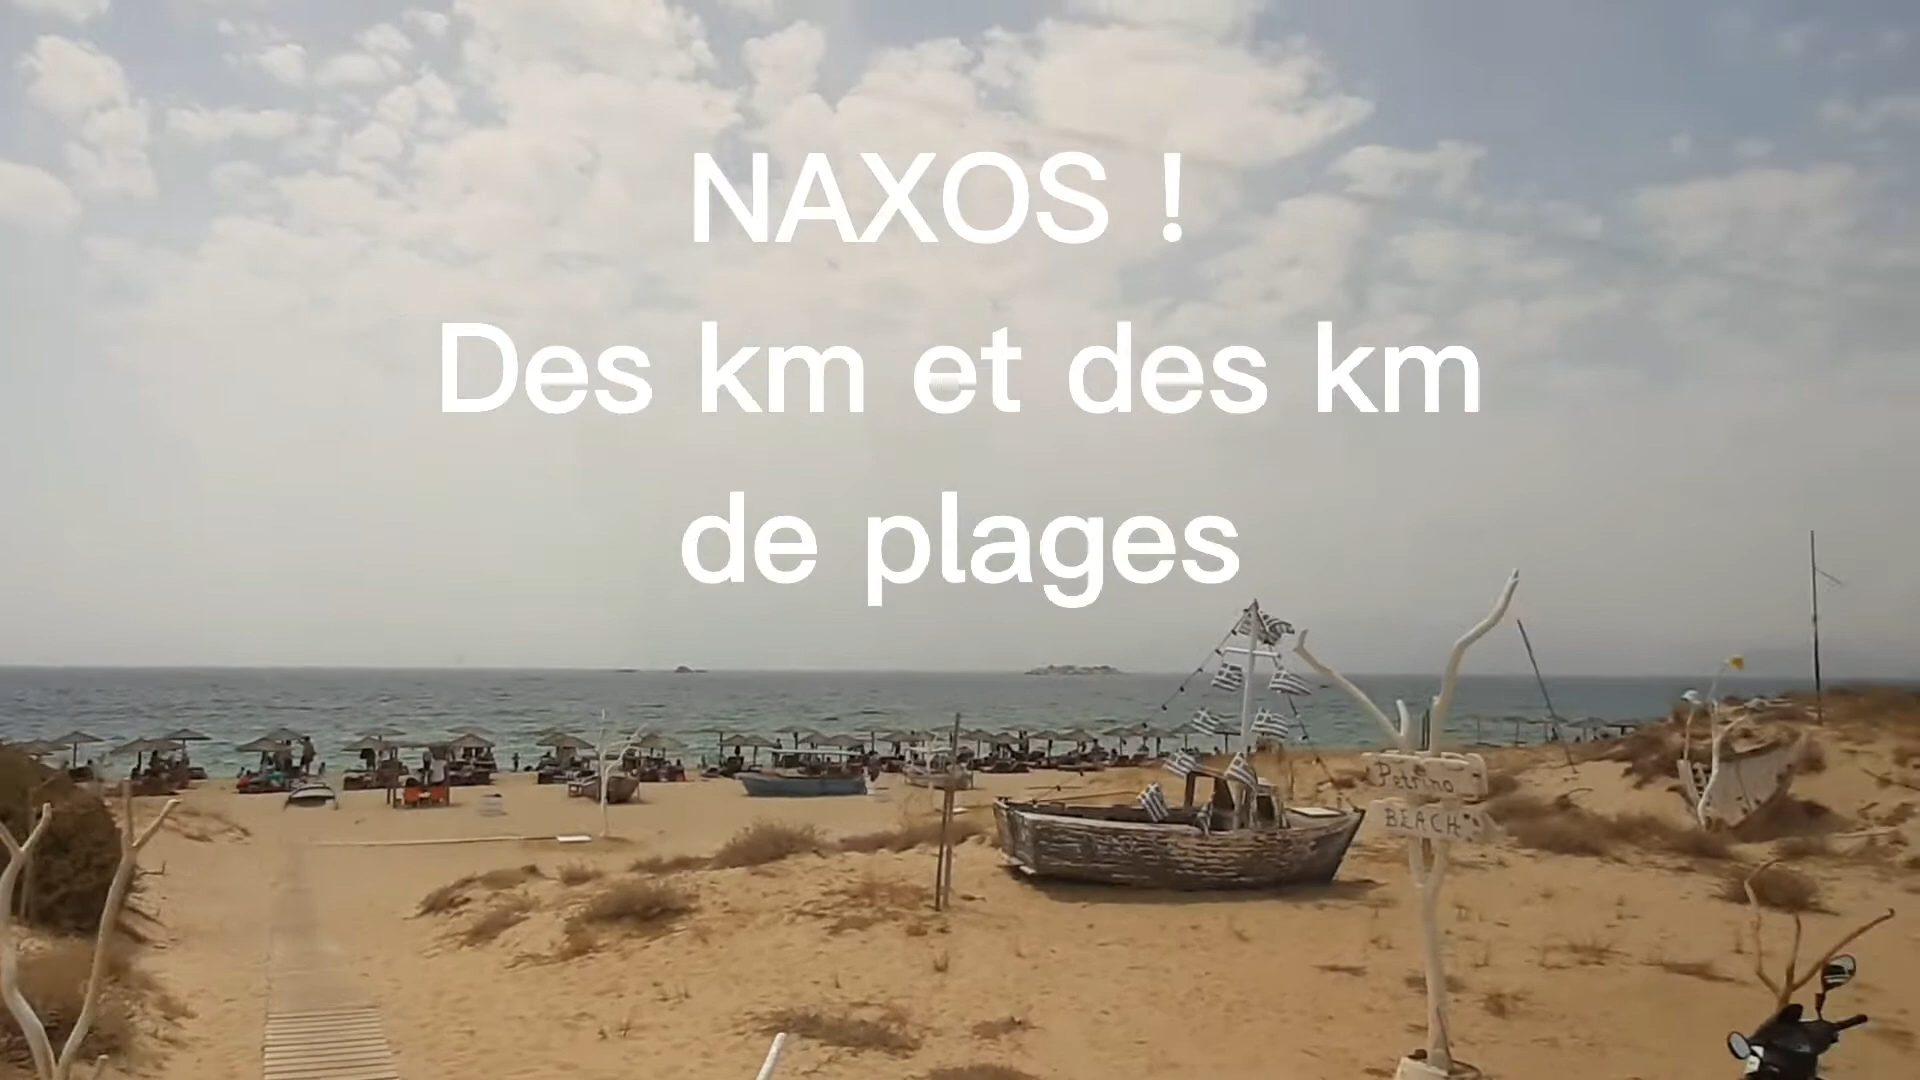 NAXOS !
Des km et des km
de plages
Petrino
BEACH